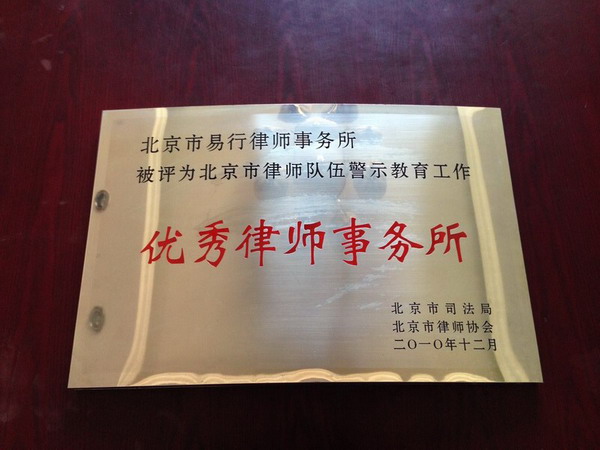 北京市易行律师事务所
被评为北京市律师队伍警示教育工作
优秀律师事务所
北京市司法局
北京市律师协会
二〇一〇年十二月